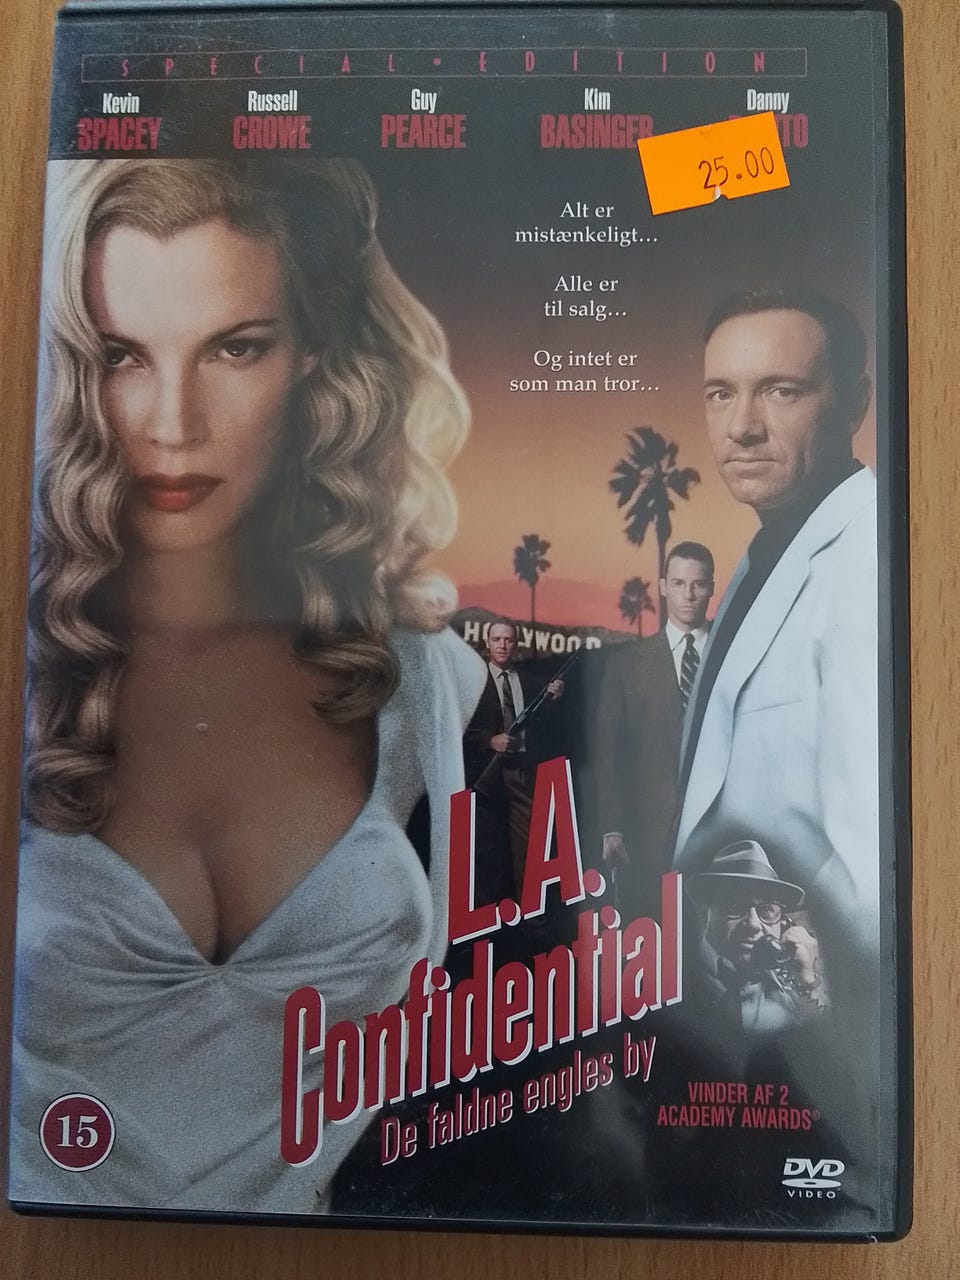 SPECIAL • EDITION
Kevin SPACEY
Russell CROWE
Guy PEARCE
Kim BASINGER
Danny
25.00
Alt er
mistænkeligt...
Alle er
til salg...
Og intet er
som man tror...
L.A.
Confidential
De faldne engles by
VINDER AF 2
ACADEMY AWARDS®
15
DVD
VIDEO